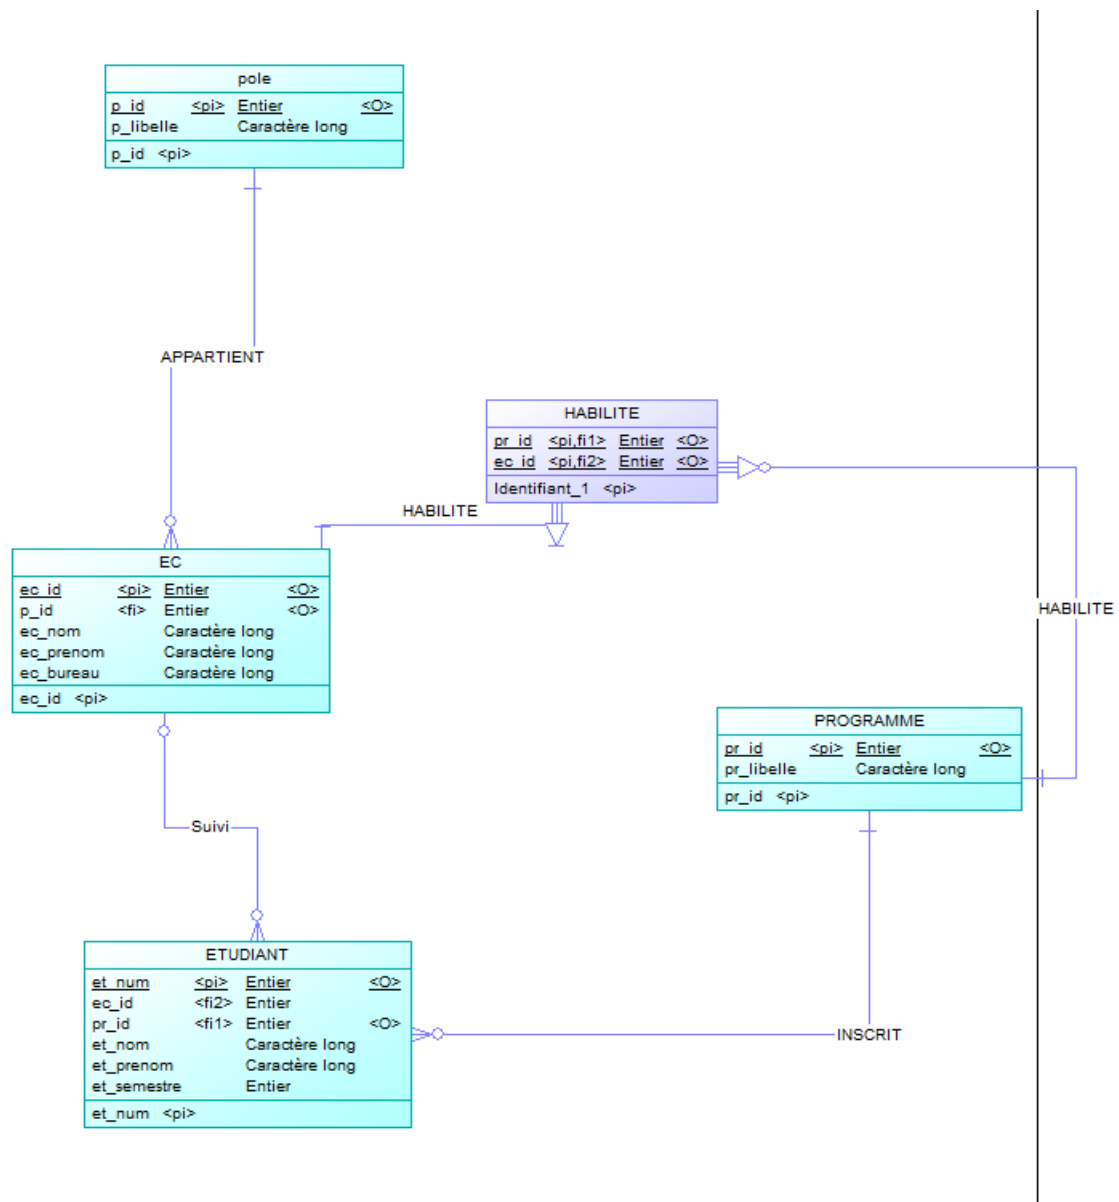 pole
p_id <pi> Entier <O>
p_libelle Caractère long
p_id <pi>
APPARTIENT
HABILITE
pr_id <pi,fi1> Entier <O>
ec_id <pi,fi2> Entier <O>
Identifiant_1 <pi>
HABILITE
EC
ec_id <pi> Entier <O>
p_id <fi> Entier <O>
ec_nom Caractère long
ec_prenom Caractère long
ec_bureau Caractère long
ec_id <pi>
HABILITE
PROGRAMME
pr_id <pi> Entier <O>
pr_libelle Caractère long
pr_id <pi>
Suivi
ETUDIANT
et_num <pi> Entier <O>
ec_id <fi2> Entier
pr_id <fi1> Entier <O>
et_nom Caractère long
et_prenom Caractère long
et_semestre Entier
et_num <pi>
INSCRIT